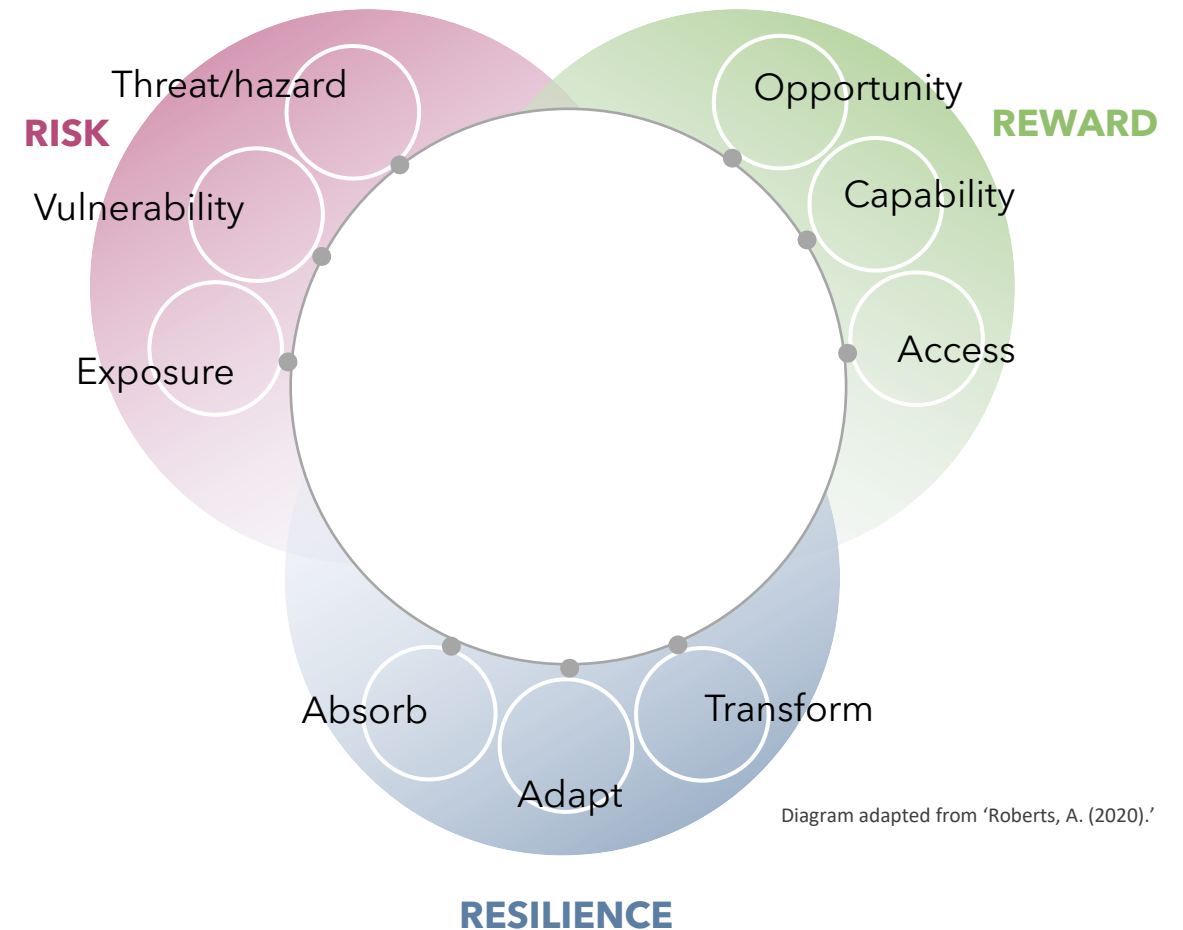 Threat/hazard
RISK
Vulnerability
Exposure
Opportunity
REWARD
Capability
Access
Absorb
Adapt
Transform
Diagram adapted from ‘Roberts, A. (2020).’
RESILIENCE